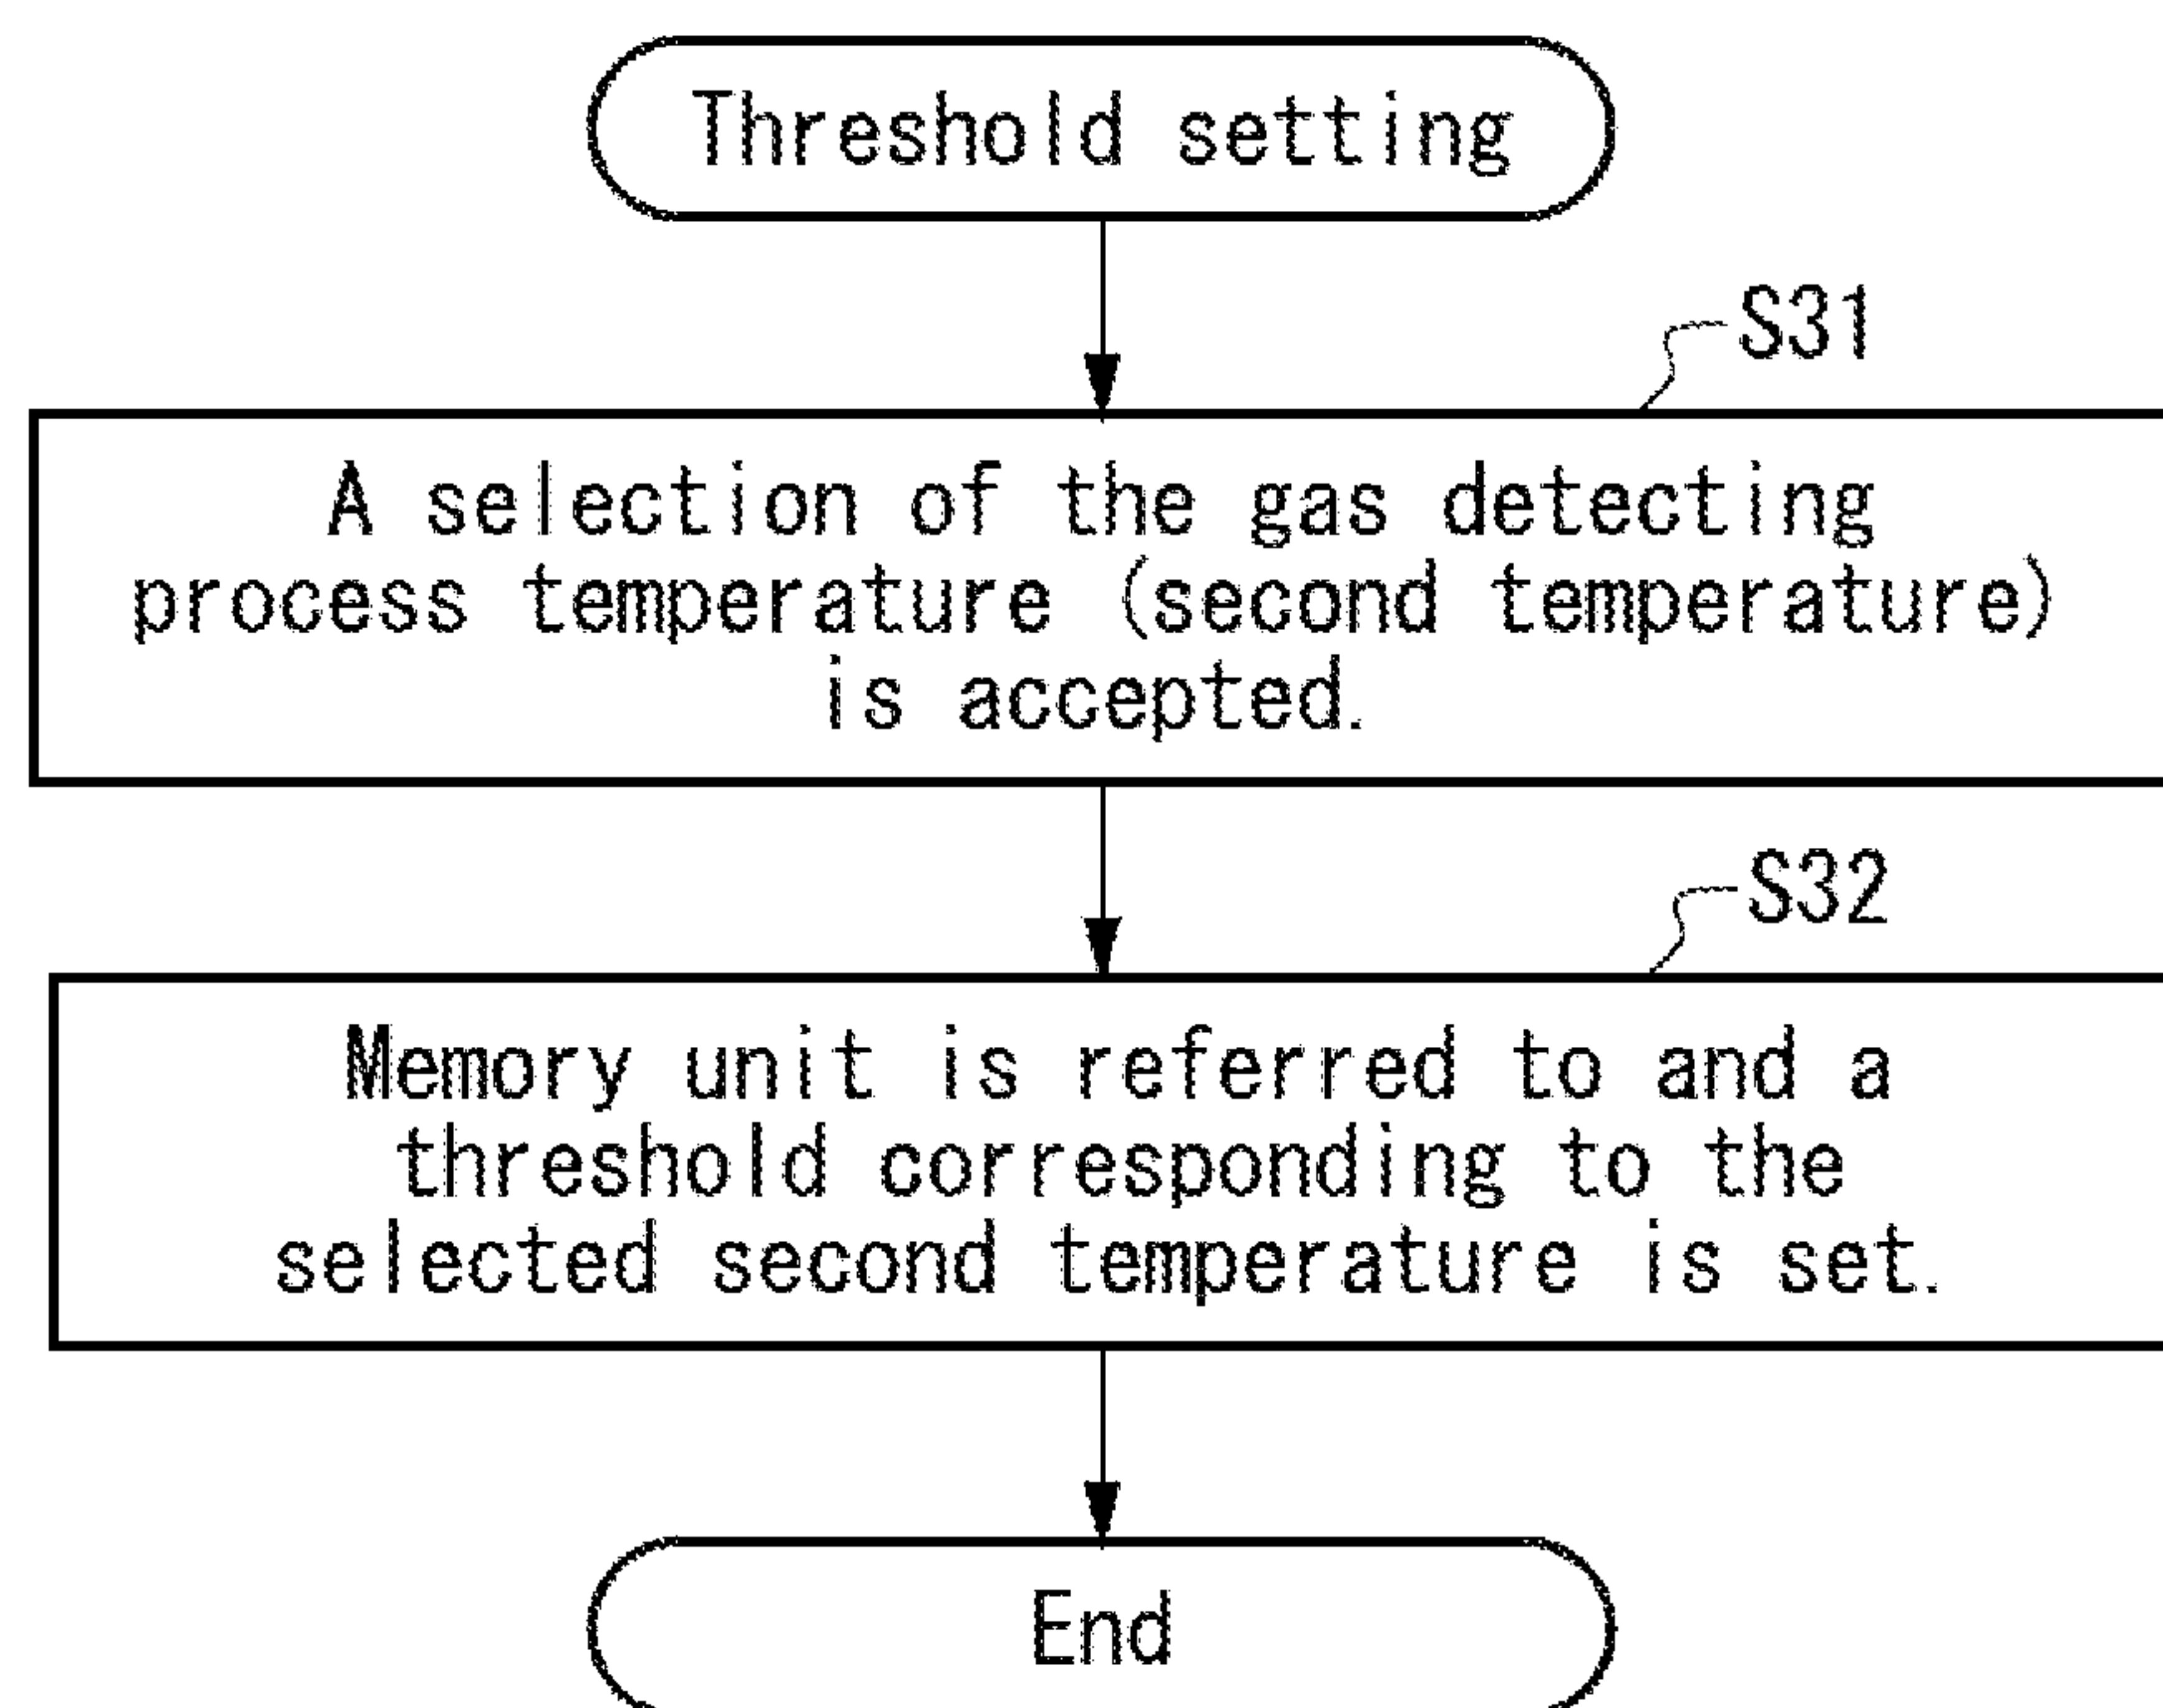 Threshold setting
S31
A selection of the gas detecting
process temperature (second temperature)
is accepted.
S32
Memory unit is referred to and a
threshold corresponding to the
selected second temperature is set.
End